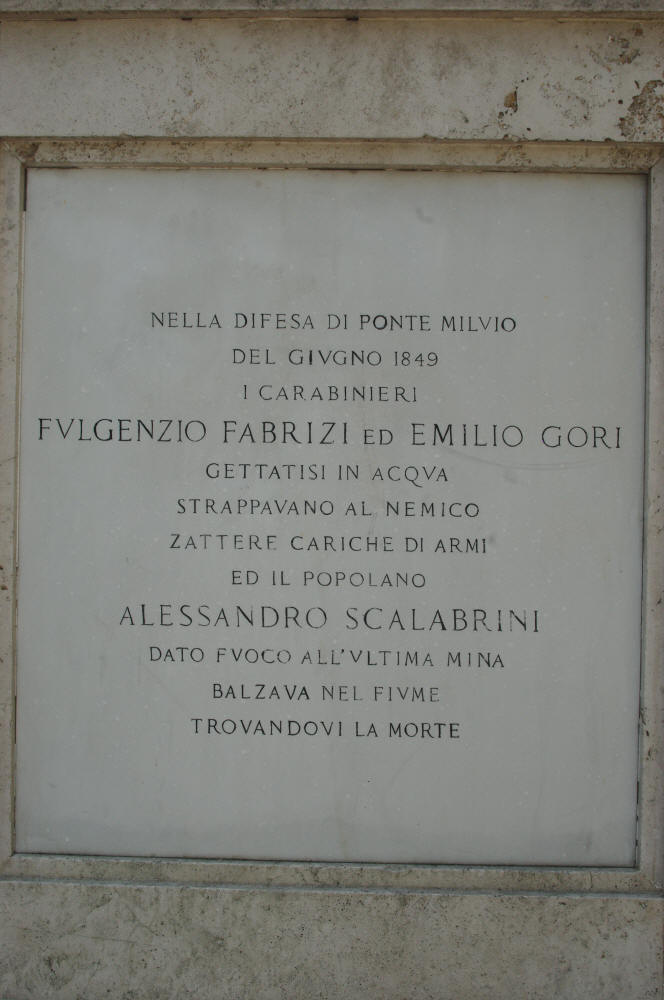 NELLA DIFESA DI PONTE MILVIO
DEL GIVGNO 1849
I CARABINIERI
FVLGENZIO FABRIZI ED EMILIO GORI
GETTATISI IN ACQVA
STRAPPAVANO AL NEMICO
ZATTERE CARICHE DI ARMI
ED IL POPOLANO
ALESSANDRO SCALABRINI
DATO FVOCO ALL'VLTIMA MINA
BALZAVA NEL FIVME
TROVANDOVI LA MORTE